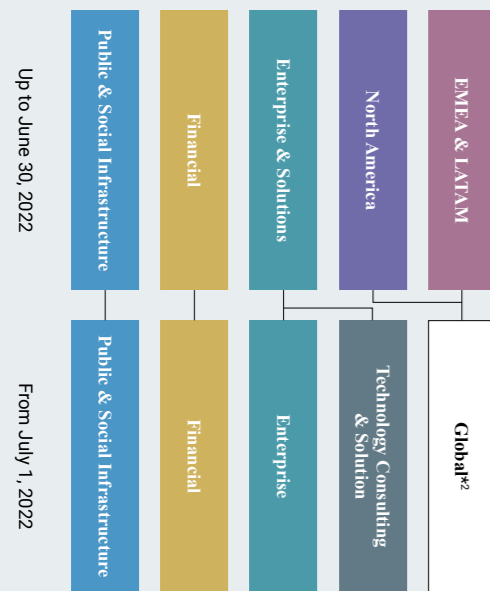 Up to June 30, 2022
Public & Social Infrastructure
Financial
Enterprise & Solutions
North America
EMEA & LATAM
From July 1, 2022
Public & Social Infrastructure
Financial
Enterprise
Technology Consulting
& Solution
Global*2